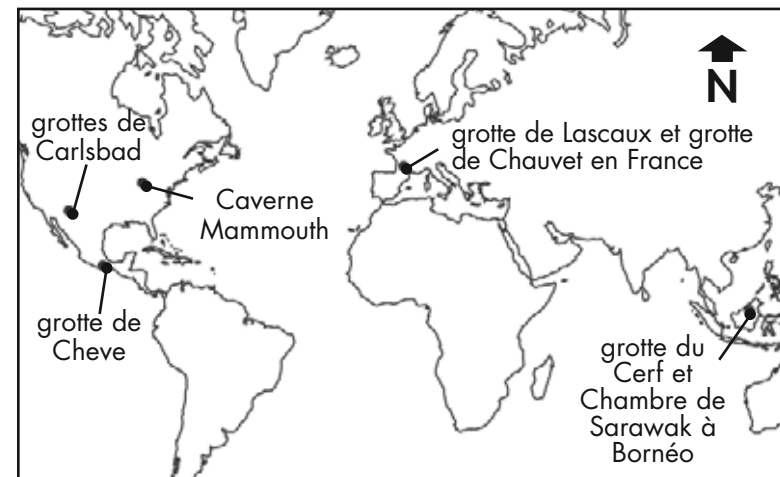 N
grottes de
Carlsbad
grotte de Lascaux et grotte
de Chauvet en France
Caverne
Mammouth
grotte de
Cheve
grotte du
Cerf et
Chambre de
Sarawak à
Bornéo